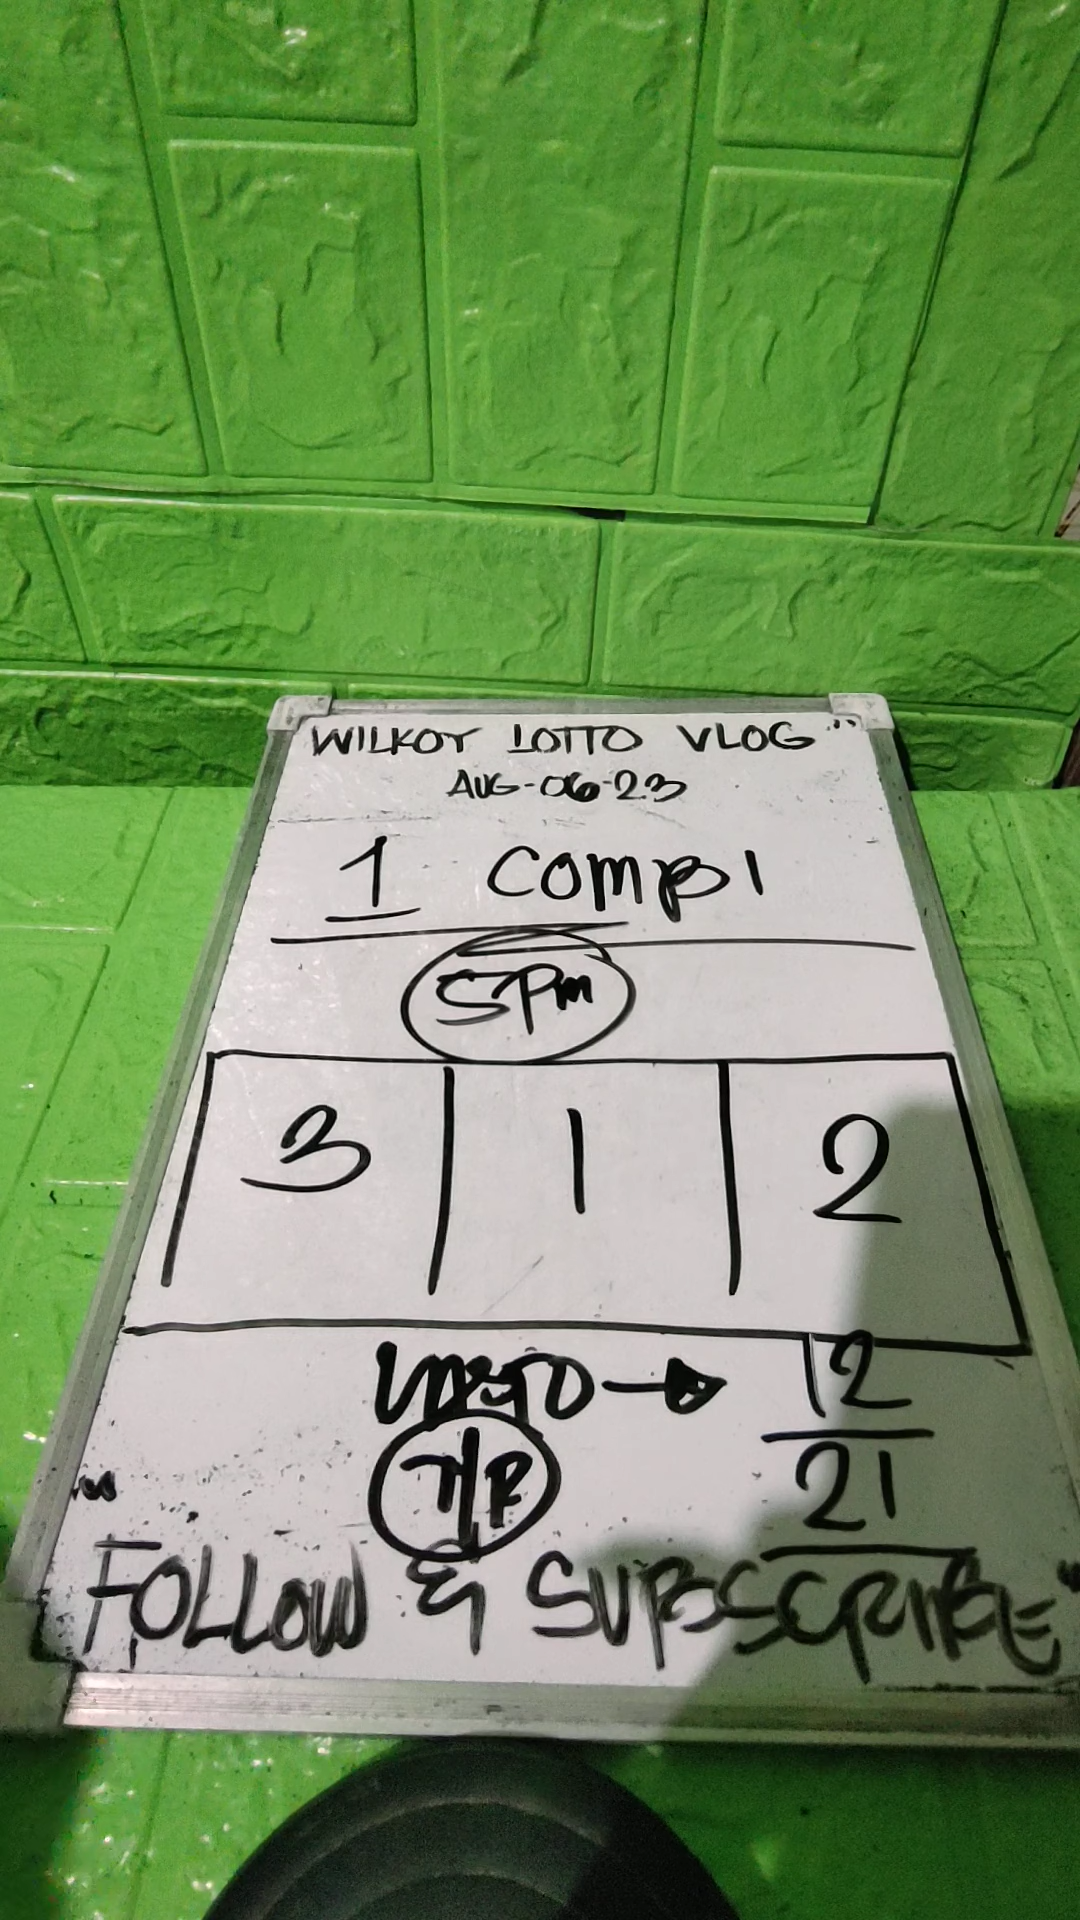 WILKOY LOTTO VLOG"
AUG-06-23
1 COMBI
5Pm
3 1 2
12
T/R
21
"FOLLOW & SUBSCRIBE"